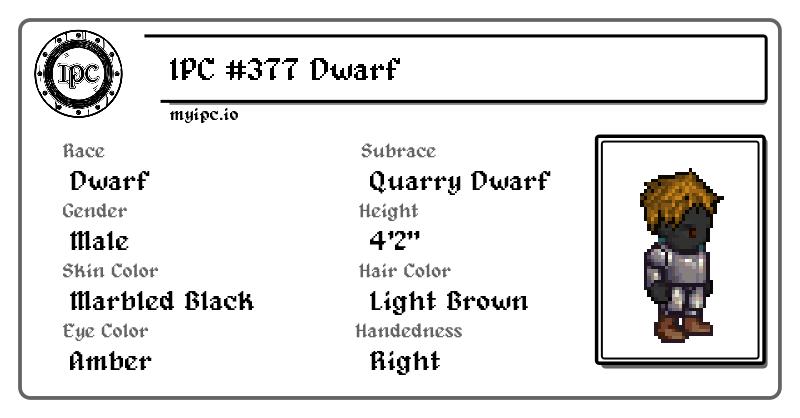 IPC
IPC #377 Dwarf
myipc.io
Race
Dwarf
Subrace
Quarry Dwarf
Gender
Male
Height
4'2"
Skin Color
Marbled Black
Hair Color
Light Brown
Eye Color
Amber
Handedness
Right